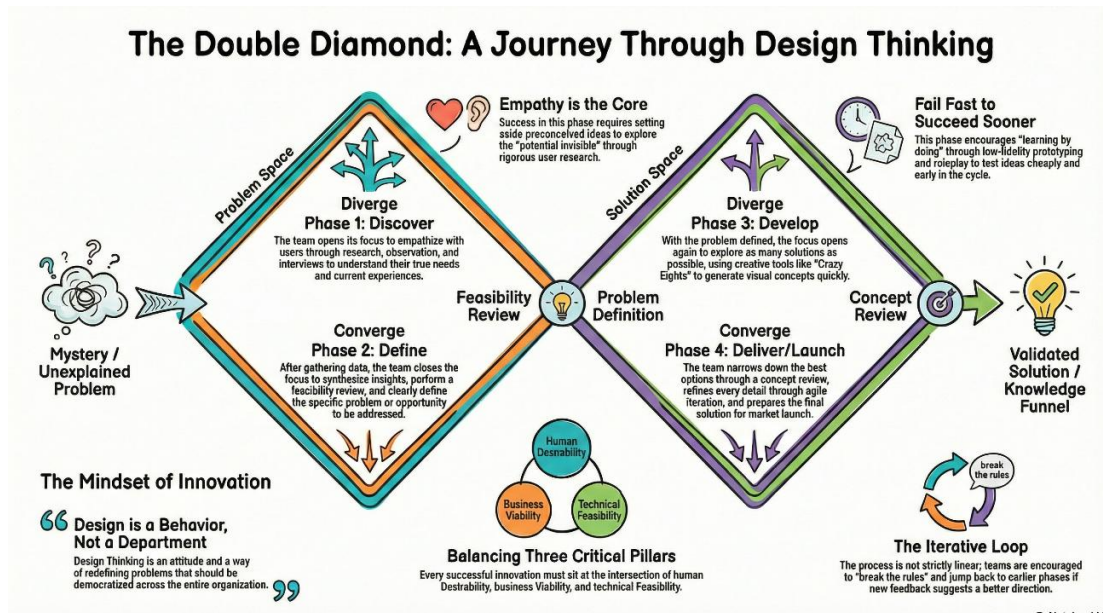 The Double Diamond: A Journey Through Design Thinking
Empathy is the Core
Success in this phase requires setting
sside preconcelved ideas to explore
the "potential invisible" through
rigorous user research.
Fail Fast to
Succeed Sooner
This phase encourages "learning by
doing" through low-lidelity prototyping
and roieplay to test ideas cheaply and
early in the cycle.
Problem Space
Solution Space
Diverge
Phase 1: Discover
The team opens its focus to empathize with
users through research, observation, and
interviews to understand their true needs
and current experiences.
Diverge
Phase 3: Develop
With the problem defined, the focus opens
again to explore as many solutions as
possible, using creative tools like "Crazy
Eights" to generate visual concepts quickly.
Mystery /
Unexplained
Problem
Feasibility
Review
Problem
Definition
Concept
Review
Validated
Solution /
Knowledge
Funnel
Converge
Phase 2: Define
After gathering data, the team closes the
focus to synthesize insights, porform a
feacibility review, and clearly define
the specific problem or opportunity
to be addressed.
Converge
Phase 4: Deliver/Launch
The team narrows down the best
options through a concept review,
refines every detail through agile
iteration, and prepares the final
solution for market launch.
The Mindset of Innovation
Design is a Behavior,
Not a Department
Design Thinking is an attitude and a way
of redefining problems that should be
democratized across the entire organization.
Human
Desnability
Business
Viability
Technical
Feasibility
Balancing Three Critical Pillars
Every successful innovation must sit at the intersection of human
Destrability, business Viability, and technical Feasibility.
break
the rules
The Iterative Loop
The process is not strictly linear; teams are encouraged
to "break the rules" and jump back to earlier phases if
new feedback suggests a better direction.